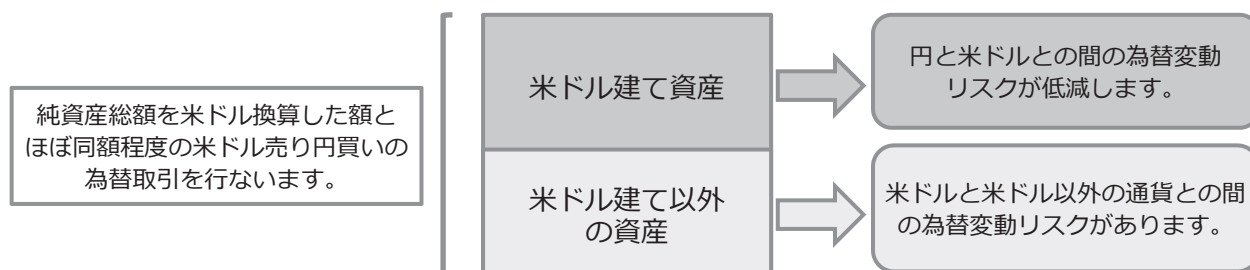 純資産総額を米ドル換算した額と
ほぼ同額程度の米ドル売り円買いの
為替取引を行ないます。
米ドル建て資産
円と米ドルとの間の為替変動
リスクが低減します。
米ドル建て以外
の資産
米ドルと米ドル以外の通貨との間
の為替変動リスクがあります。